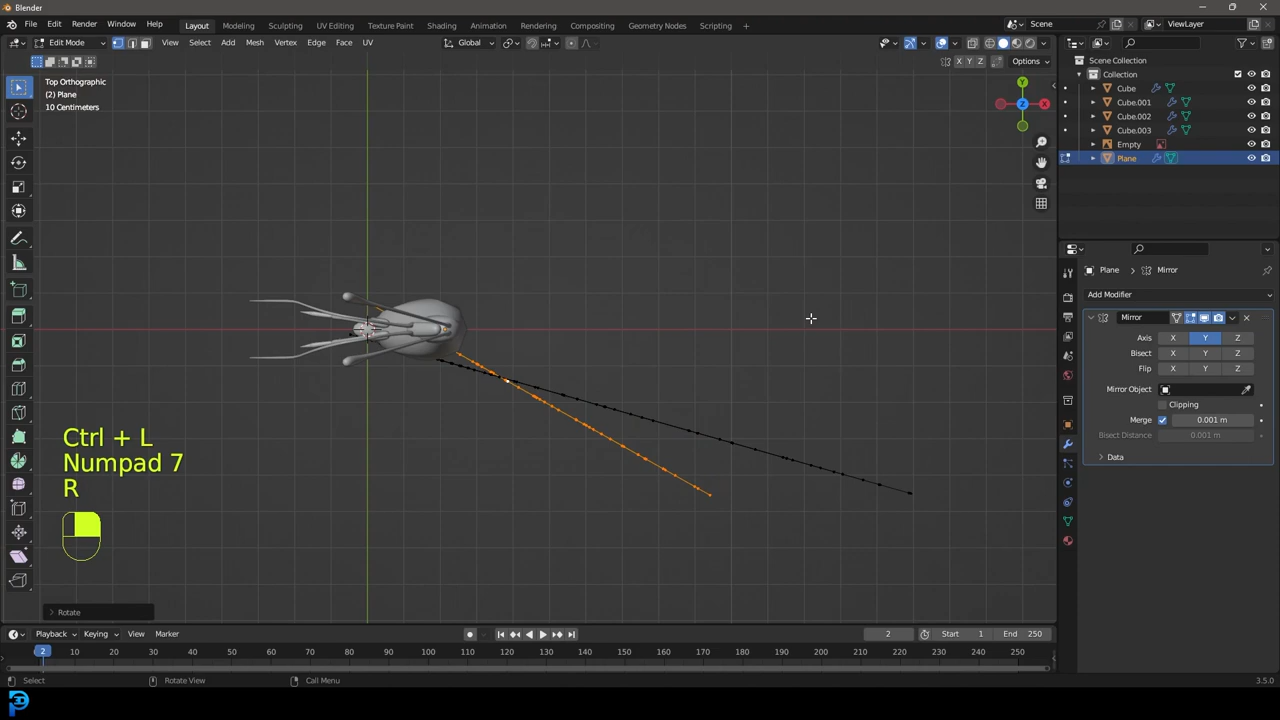 Blender
File Edit Render Window Help Layout Modeling Sculpting UV Editing Texture Paint Shading Animation Rendering Compositing Geometry Nodes Scripting Scene ViewLayer
Edit Mode View Select Add Mesh Vertex Edge Face UV Global
X Y Z Options
Scene Collection
Collection
Cube
Cube.001
Cube.002
Cube.003
Empty
Plane
Top Orthographic
(2) Plane
10 Centimeters
Y
Z X
Plane > Mirror
Add Modifier
Mirror
Axis X Y Z
Bisect X Y Z
Flip X Y Z
Mirror Object
Clipping
Merge 0.001 m
Bisect Distance 0.001 m
Data
Ctrl + L
Numpad 7
R
Rotate
Playback Keying View Marker 2 Start 1 End 250
2 10 20 30 40 50 60 70 80 90 100 110 120 130 140 150 160 170 180 190 200 210 220 230 240 250
Select Rotate View Call Menu 3.5.0